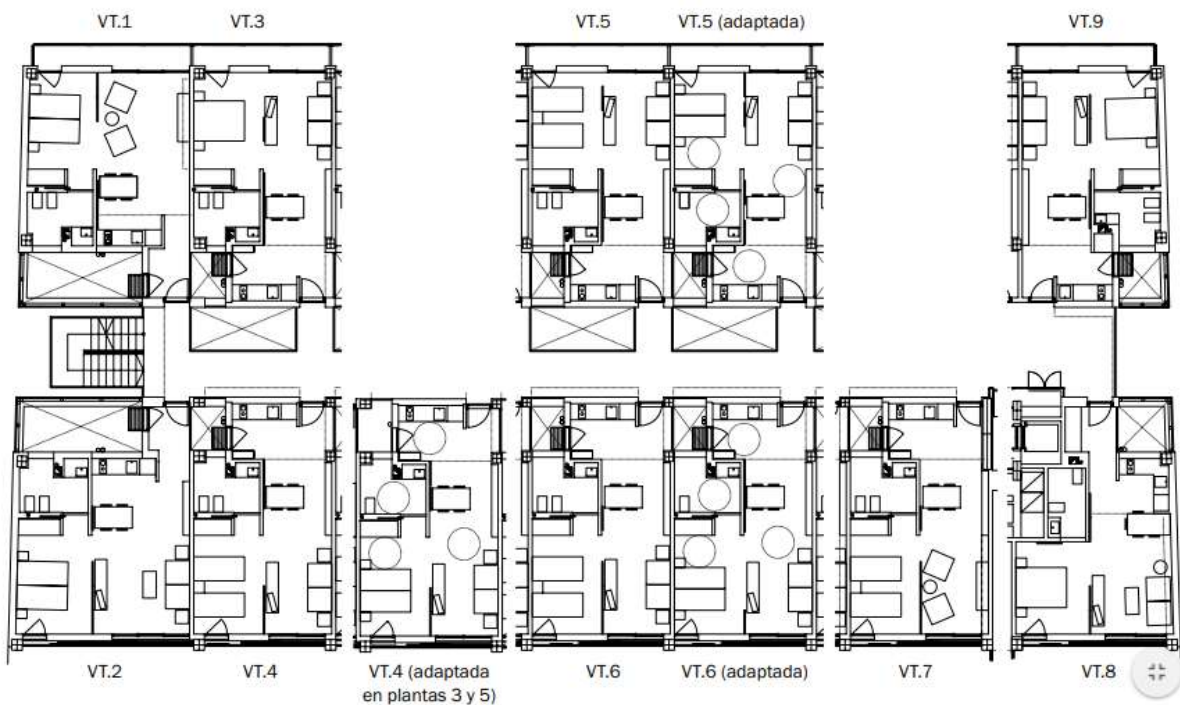 VT.1
VT.3
VT.5
VT.5 (adaptada)
VT.9
VT.2
VT.4
VT.4 (adaptada
en plantas 3 y 5)
VT.6
VT.6 (adaptada)
VT.7
VT.8